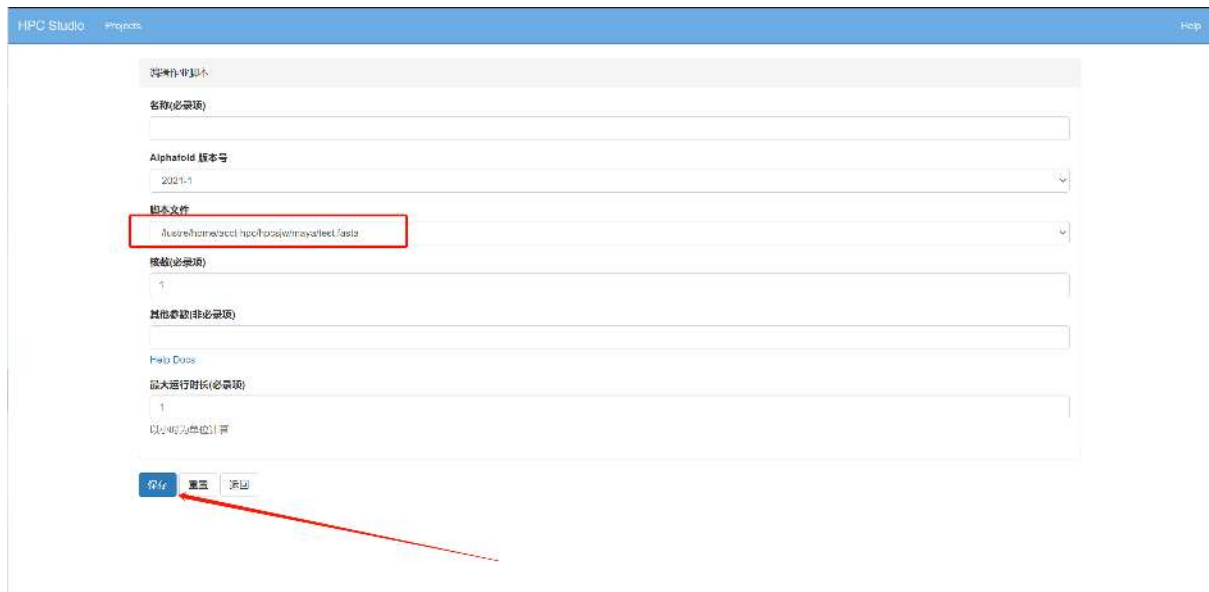 HPC Studio Projects Help
编辑作业脚本
名称(必录项)
Alphafold 版本号
2021-1
脚本文件
/lustre/home/acct-hpc/hpcsjw/maya/test.fasta
核数(必录项)
1
其他参数(非必录项)
Help Docs
最大运行时长(必录项)
1
以小时为单位计算
保存 重置 返回